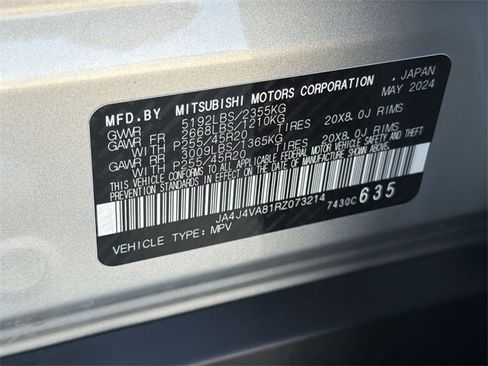 MFD.BY MITSUBISHI MOTORS CORPORATION, JAPAN
MAY 2024
GVWR 5192LBS/2355KG
GAWR FR 2668LBS/1210KG
WITH P255/45R20 TIRES 20X8.0J RIMS
GAWR RR 3009LBS/1365KG
WITH P255/45R20 TIRES 20X8.0J RIMS
THIS VEHICLE CONFORMS TO ALL APPLICABLE FEDERAL MOTOR VEHICLE SAFETY AND THEFT
PREVENTION STANDARDS IN EFFECT ON THE DATE OF MANUFACTURE SHOWN ABOVE.
JA4J4VA81RZ073214
7430C635
VEHICLE TYPE: MPV